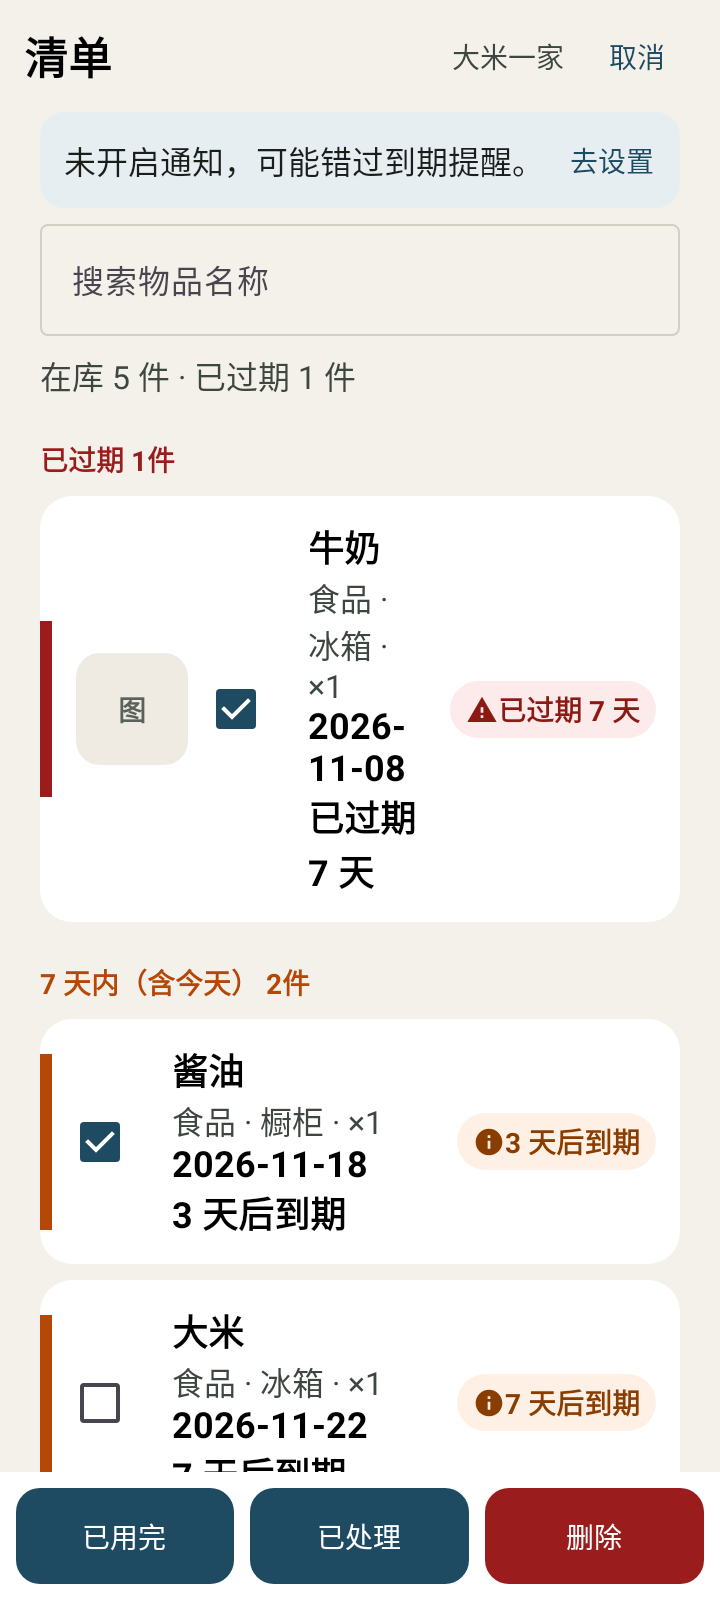 清单
大米一家
取消
未开启通知，可能错过到期提醒。
去设置
搜索物品名称
在库 5 件 · 已过期 1 件
已过期 1件
图
牛奶
食品 ·
冰箱 ·
×1
2026-
11-08
已过期
7 天
已过期 7 天
7 天内（含今天） 2件
酱油
食品 · 橱柜 · ×1
2026-11-18
3 天后到期
3 天后到期
大米
食品 · 冰箱 · ×1
2026-11-22
7 天后到期
7 天后到期
已用完
已处理
删除